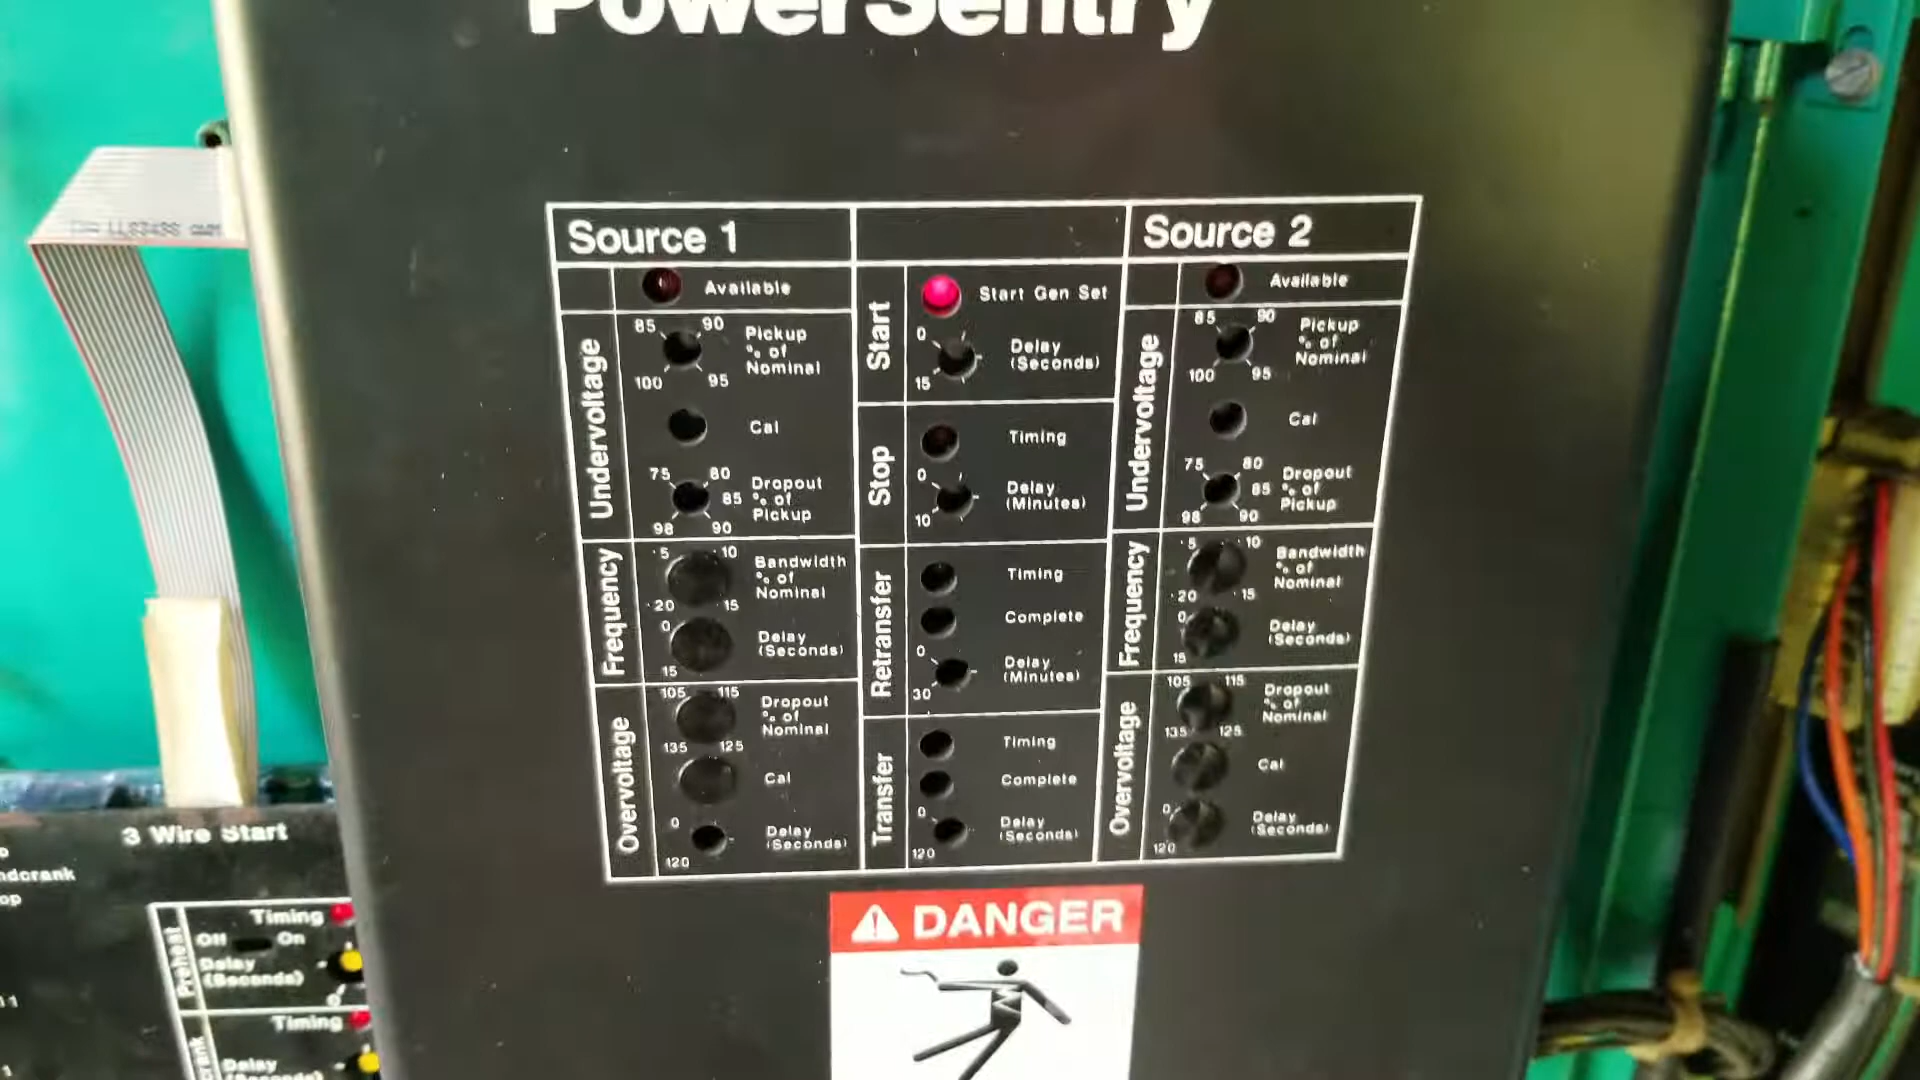 PowerSentry
Source 1
Available
Undervoltage
85 90
100 95
Pickup
% of
Nominal
Cal
75 80
85
98 90
Dropout
% of
Pickup
Frequency
5 10
20 15
Bandwidth
% of
Nominal
0
15
Delay
(Seconds)
Overvoltage
105 115
135 125
Dropout
% of
Nominal
Cal
0
120
Delay
(Seconds)
Start
Start Gen Set
0
15
Delay
(Seconds)
Stop
Timing
0
10
Delay
(Minutes)
Retransfer
Timing
Complete
0
30
Delay
(Minutes)
Transfer
Timing
Complete
0
120
Delay
(Seconds)
Source 2
Available
Undervoltage
85 90
100 95
Pickup
% of
Nominal
Cal
75 80
85
98 90
Dropout
% of
Pickup
Frequency
5 10
20 15
Bandwidth
% of
Nominal
0
15
Delay
(Seconds)
Overvoltage
105 115
135 125
Dropout
% of
Nominal
Cal
0
120
Delay
(Seconds)
DANGER
3 Wire Start
Preheat
Timing
Off On
Delay
(Seconds)
0
Timing
Delay
(Seconds)